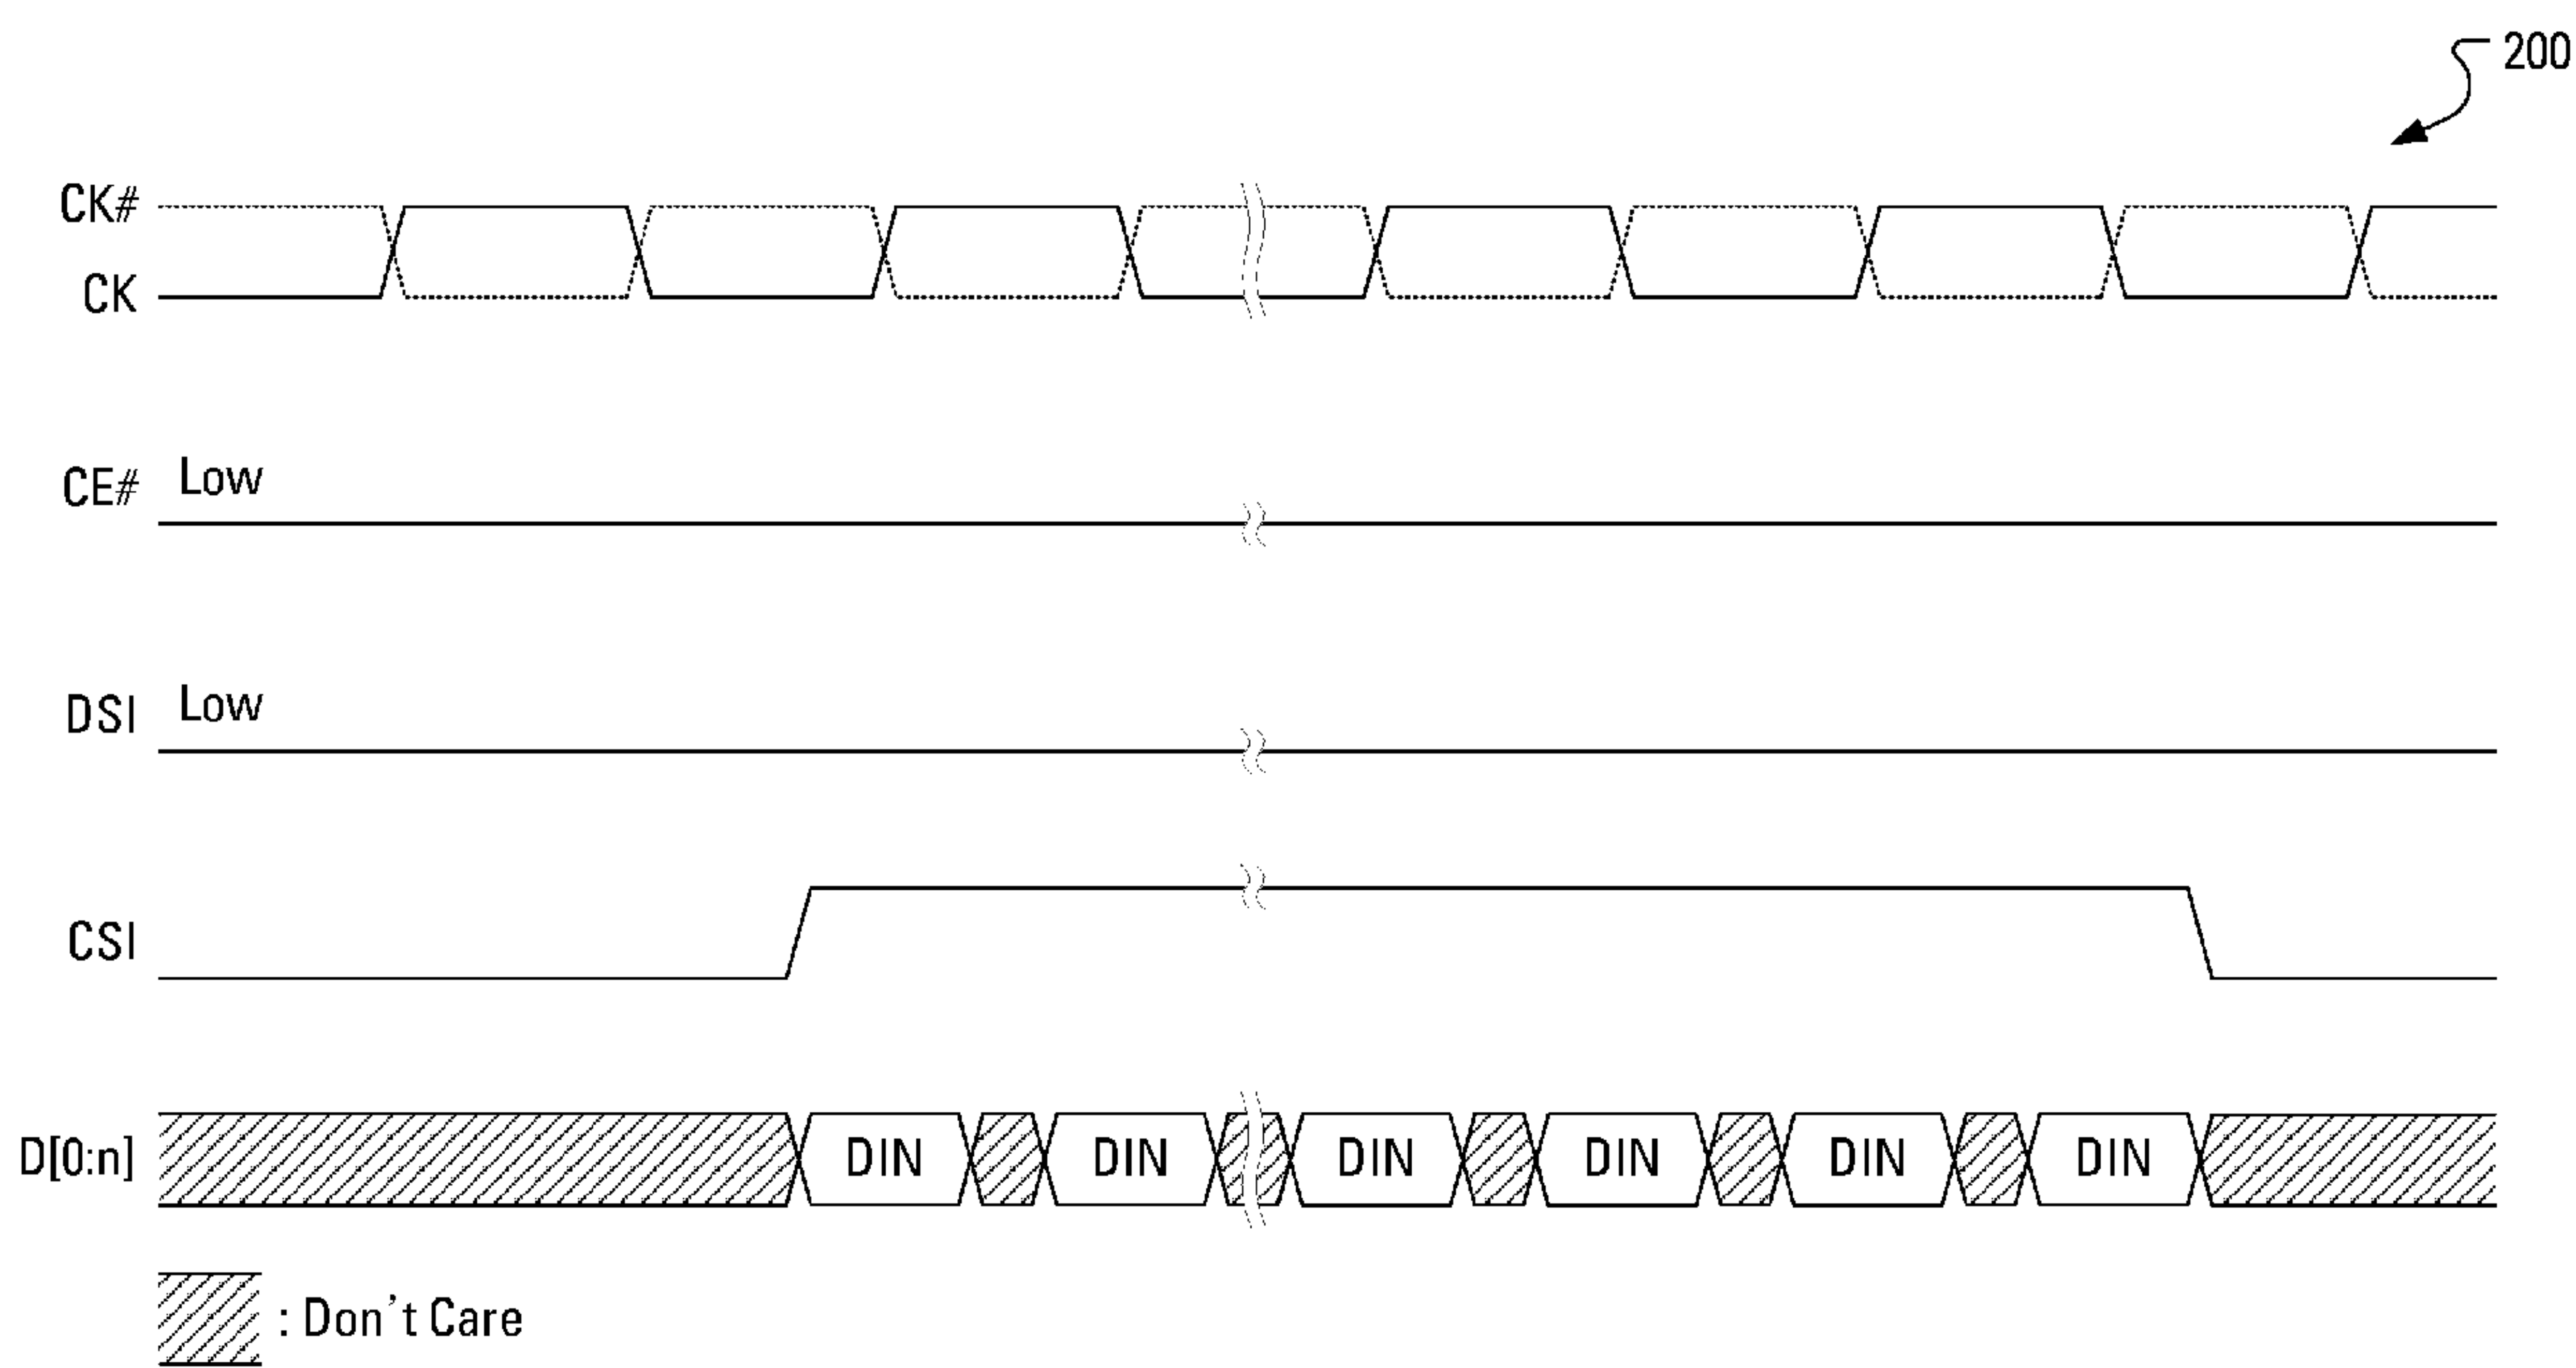 200
CK#
CK
CE# Low
DSI Low
CSI
D[0:n] DIN DIN DIN DIN DIN DIN
: Don't Care